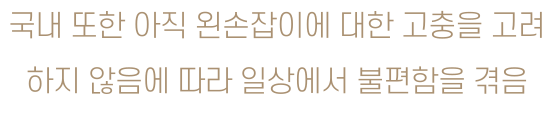 국내 또한 아직 왼손잡이에 대한 고충을 고려
하지 않음에 따라 일상에서 불편함을 겪음